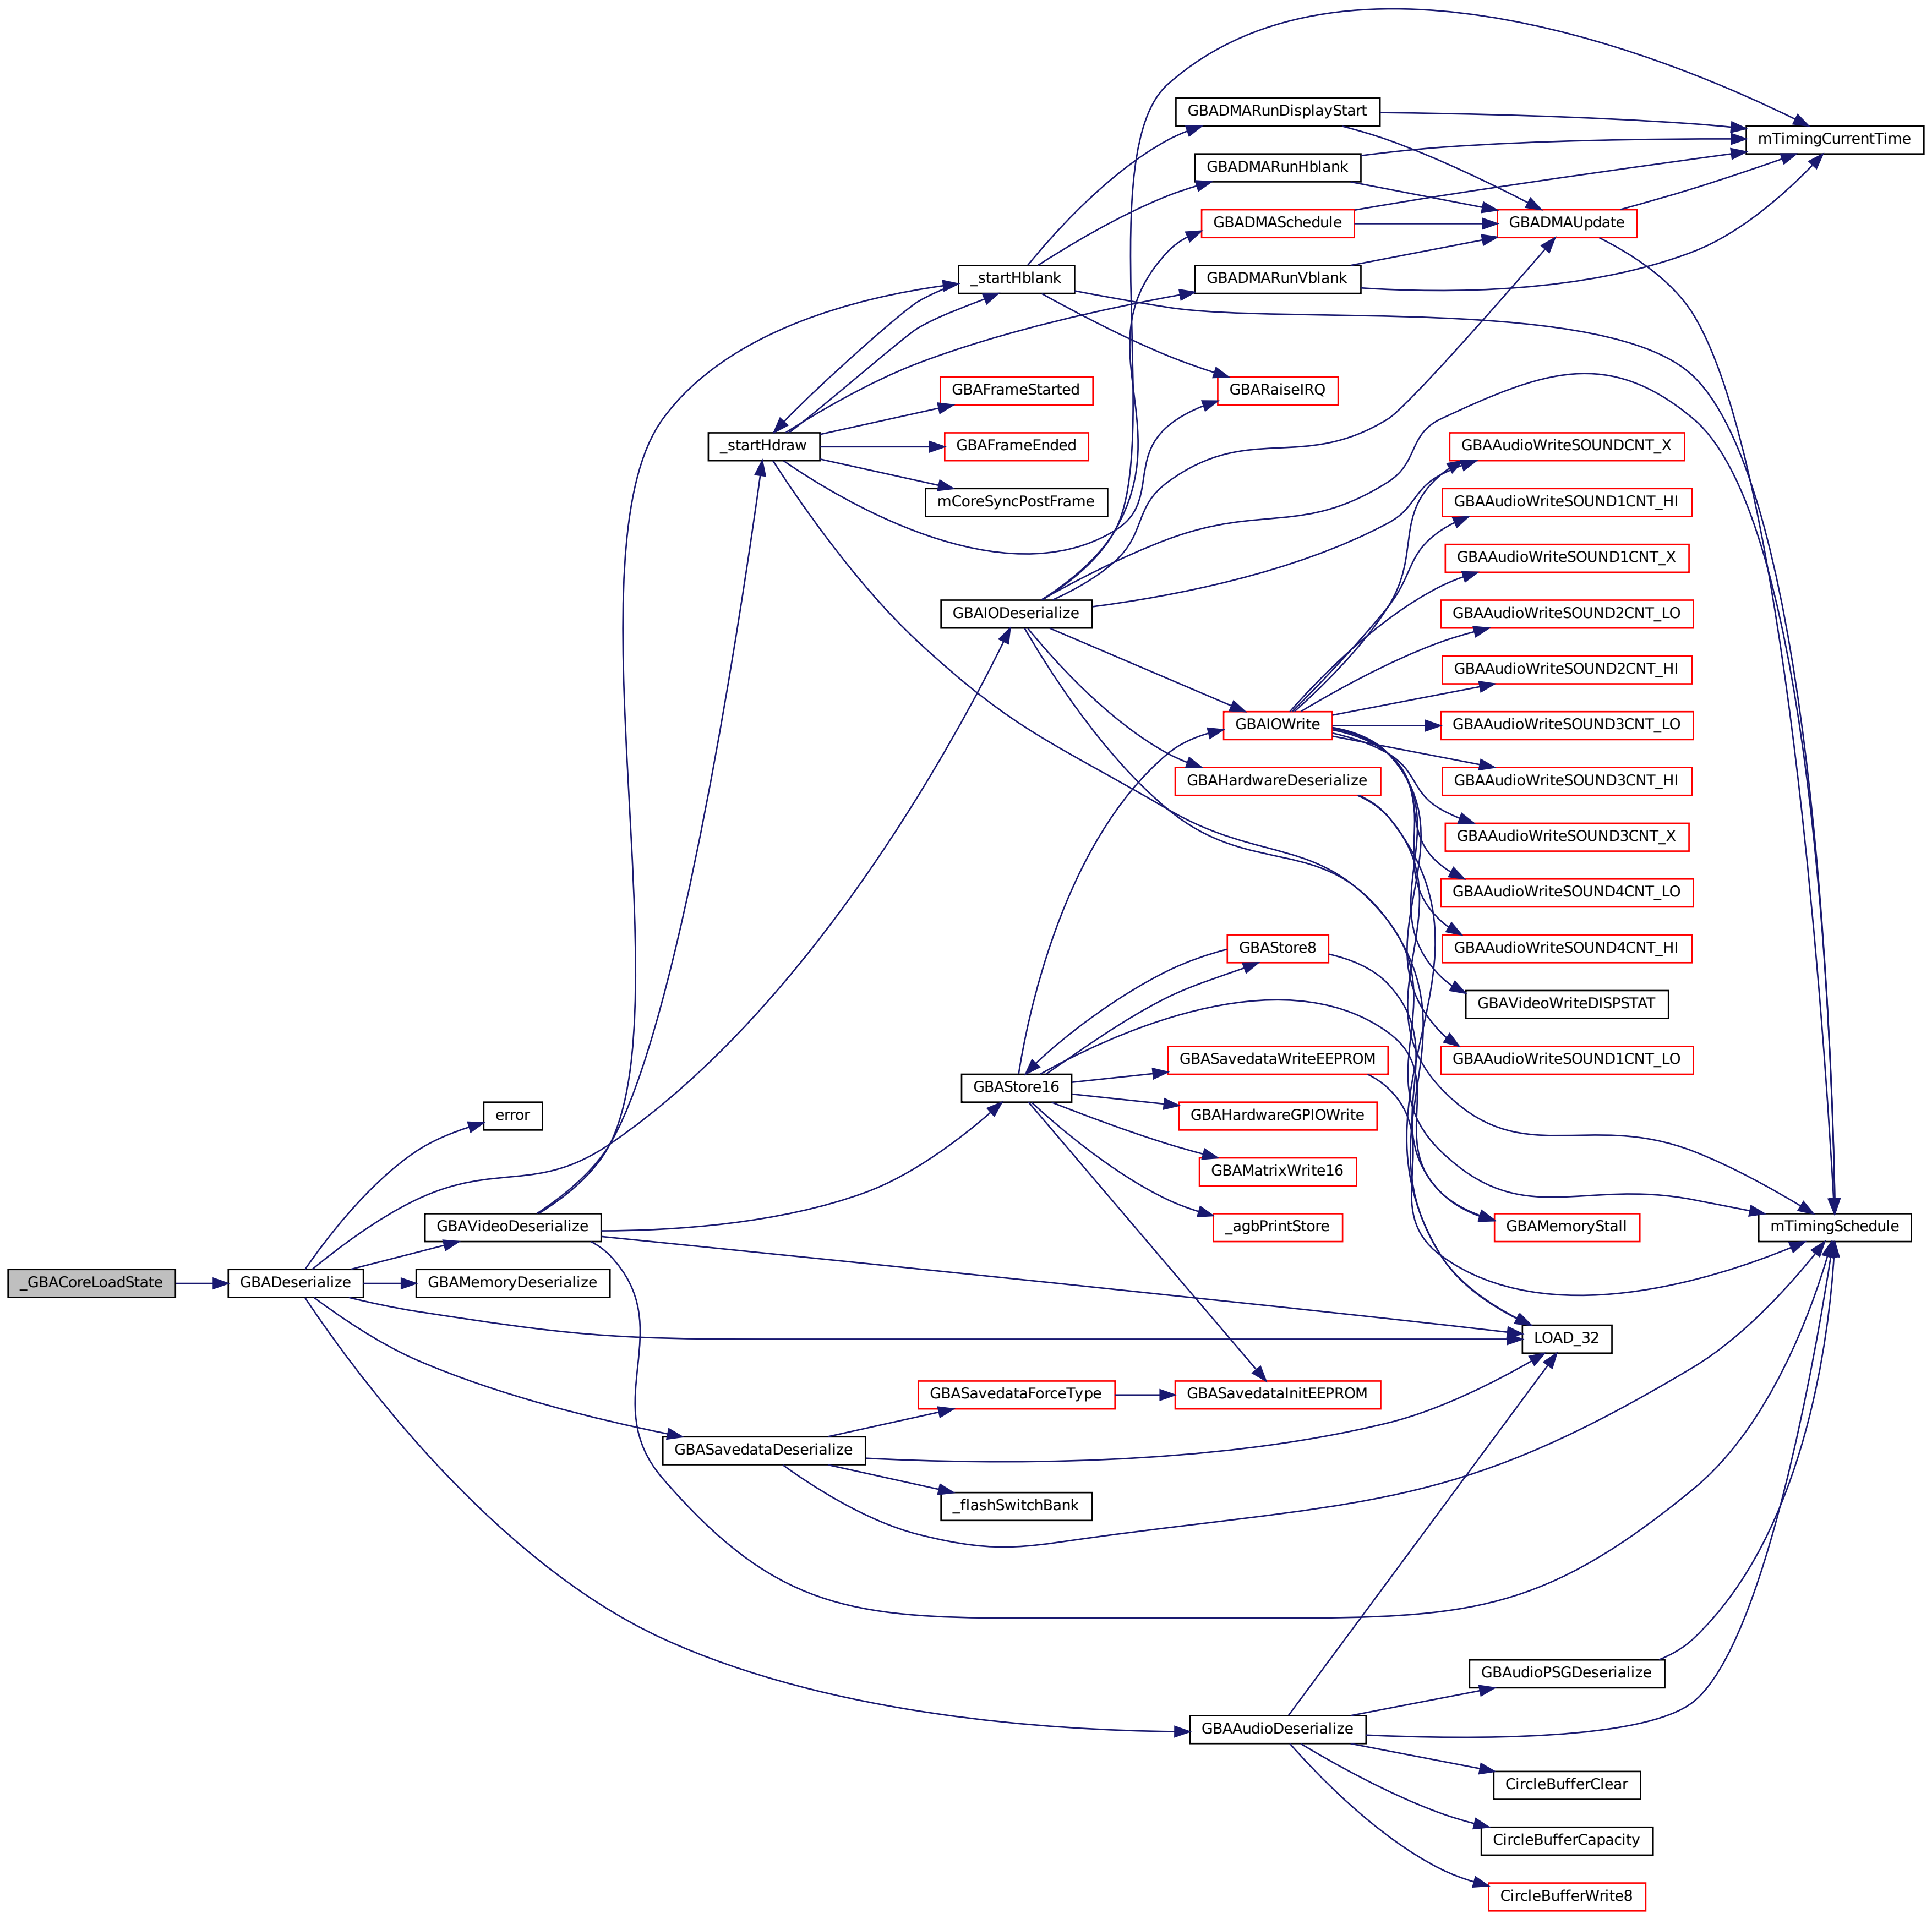 GBADMARunDisplayStart
mTimingCurrentTime
GBADMARunHblank
GBADMASchedule
GBADMAUpdate
_startHblank
GBADMARunVblank
GBAFrameStarted
GBARaiseIRQ
_startHdraw
GBAFrameEnded
GBAAudioWriteSOUNDCNT_X
mCoreSyncPostFrame
GBAAudioWriteSOUND1CNT_HI
GBAAudioWriteSOUND1CNT_X
GBAIODeserialize
GBAAudioWriteSOUND2CNT_LO
GBAAudioWriteSOUND2CNT_HI
GBAIOWrite
GBAAudioWriteSOUND3CNT_LO
GBAHardwareDeserialize
GBAAudioWriteSOUND3CNT_HI
GBAAudioWriteSOUND3CNT_X
GBAAudioWriteSOUND4CNT_LO
GBAStore8
GBAAudioWriteSOUND4CNT_HI
GBAVideoWriteDISPSTAT
GBASavedataWriteEEPROM
GBAAudioWriteSOUND1CNT_LO
GBAStore16
error
GBAHardwareGPIOWrite
GBAMatrixWrite16
GBAVideoDeserialize
_agbPrintStore
GBAMemoryStall
mTimingSchedule
_GBACoreLoadState
GBADeserialize
GBAMemoryDeserialize
LOAD_32
GBASavedataForceType
GBASavedataInitEEPROM
GBASavedataDeserialize
_flashSwitchBank
GBAudioPSGDeserialize
GBAAudioDeserialize
CircleBufferClear
CircleBufferCapacity
CircleBufferWrite8